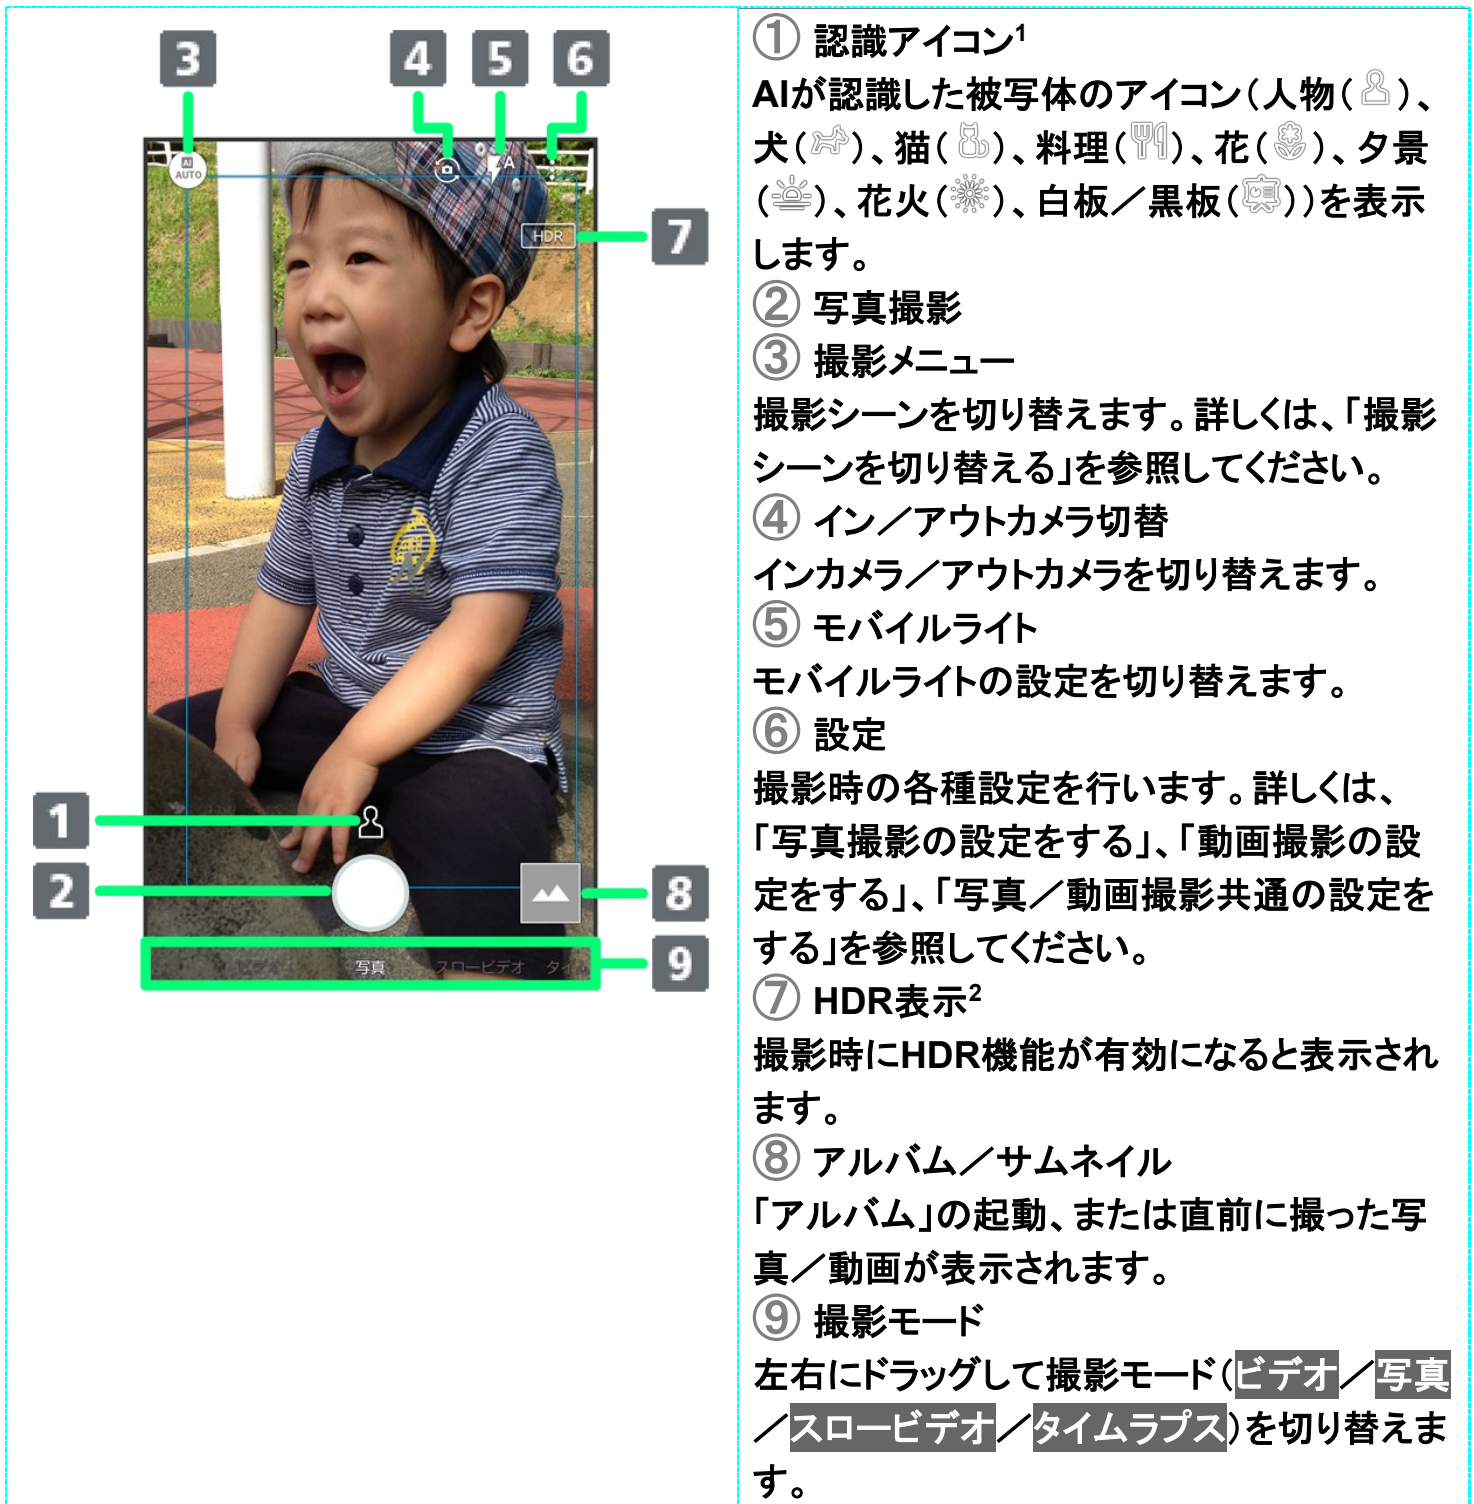 3
4
5
6
AI
AUTO
A
HDR
7
1
2
8
ビデオ 写真 スロービデオ タイ
9
① 認識アイコン¹
AIが認識した被写体のアイコン（人物（）、
犬（）、猫（）、料理（）、花（）、夕景
（）、花火（）、白板／黒板（））を表示
します。
② 写真撮影
③ 撮影メニュー
撮影シーンを切り替えます。詳しくは、「撮影
シーンを切り替える」を参照してください。
④ イン／アウトカメラ切替
インカメラ／アウトカメラを切り替えます。
⑤ モバイルライト
モバイルライトの設定を切り替えます。
⑥ 設定
撮影時の各種設定を行います。詳しくは、
「写真撮影の設定をする」、「動画撮影の設
定をする」、「写真／動画撮影共通の設定を
する」を参照してください。
⑦ HDR表示²
撮影時にHDR機能が有効になると表示され
ます。
⑧ アルバム／サムネイル
「アルバム」の起動、または直前に撮った写
真／動画が表示されます。
⑨ 撮影モード
左右にドラッグして撮影モード（ビデオ／写真
／スロービデオ／タイムラプス）を切り替えま
す。